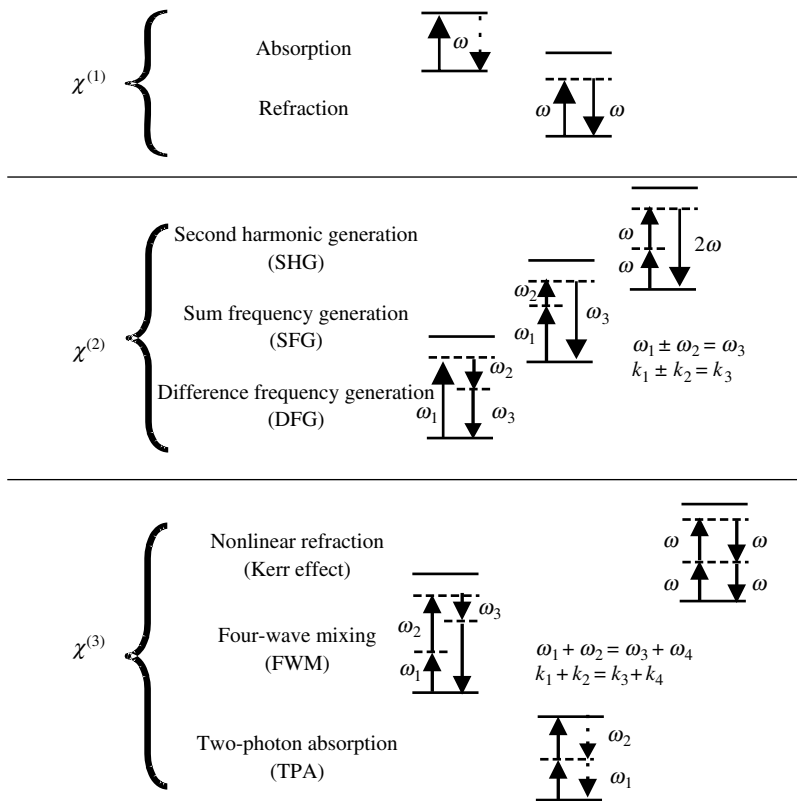 χ(1)
Absorption
ω
Refraction
ω ω
χ(2)
Second harmonic generation
(SHG)
ω
ω
2ω
Sum frequency generation
(SFG)
ω2
ω1
ω3
ω1 ± ω2 = ω3
k1 ± k2 = k3
Difference frequency generation
(DFG)
ω1
ω2
ω3
χ(3)
Nonlinear refraction
(Kerr effect)
ω ω
ω ω
Four-wave mixing
(FWM)
ω2
ω1
ω3
ω1 + ω2 = ω3 + ω4
k1 + k2 = k3 + k4
Two-photon absorption
(TPA)
ω2
ω1